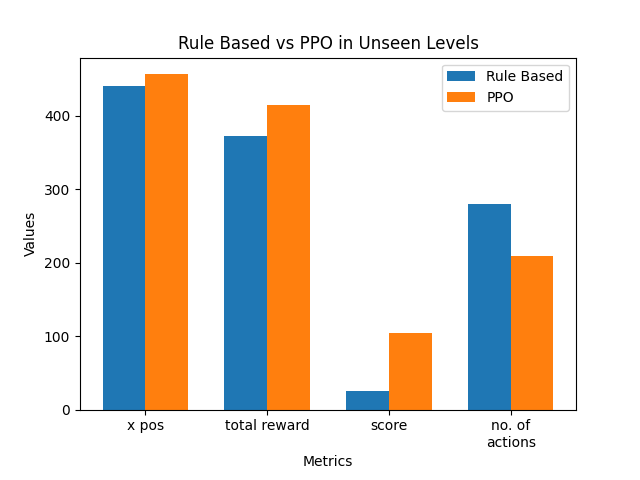 Rule Based vs PPO in Unseen Levels
Rule Based
PPO
Values
400
300
200
100
0
x pos
total reward
score
no. of
actions
Metrics